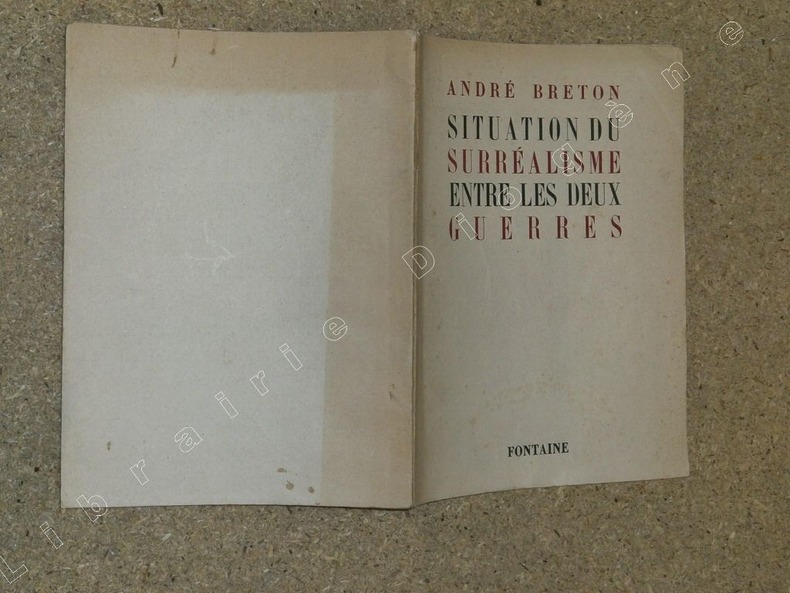 ANDRÉ BRETON
SITUATION DU
SURRÉALISME
ENTRE LES DEUX
GUERRES
FONTAINE
Librairie Diogène